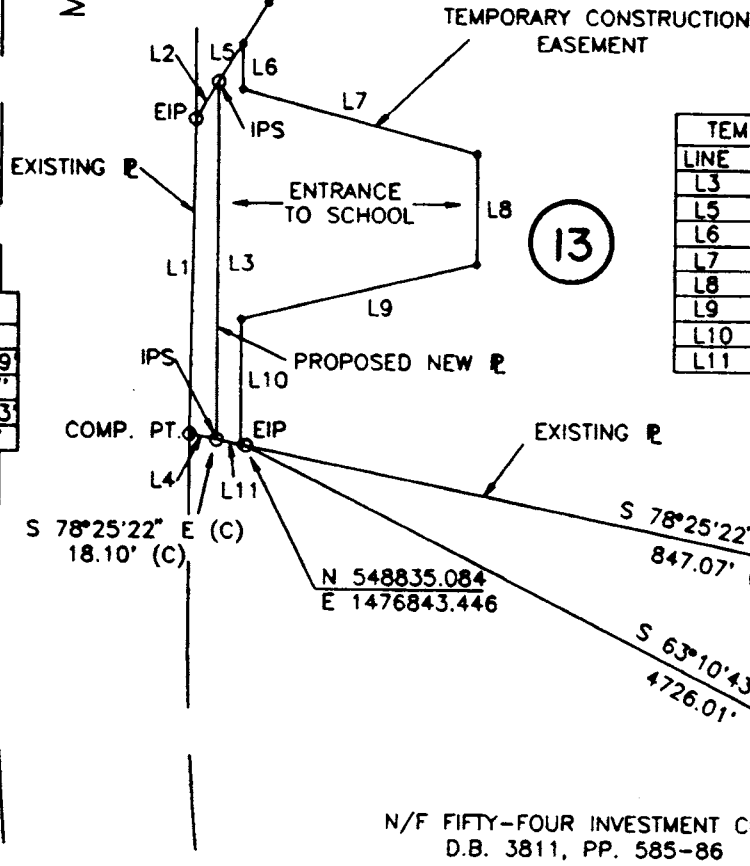 TEMPORARY CONSTRUCTION
EASEMENT
L2
L5
L6
L7
EIP
IPS
EXISTING ⅊
ENTRANCE
TO SCHOOL
L8
13
L1
L3
L9
TEM
LINE
L3
L5
L6
L7
L8
L9
L10
L11
9'
"
3'
IPS
L10
PROPOSED NEW ⅊
COMP. PT.
EIP
EXISTING ⅊
L4
L11
S 78°25'22" E (C)
18.10' (C)
S 78°25'22"
847.07'
N 548835.084
E 1476843.446
S 63°10'43
4726.01'
N/F FIFTY-FOUR INVESTMENT C
D.B. 3811, PP. 585-86